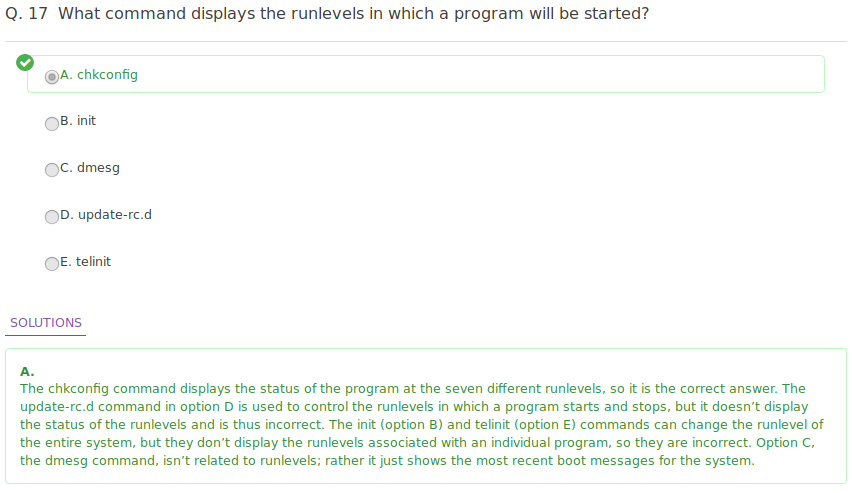 Q. 17  What command displays the runlevels in which a program will be started?
A. chkconfig
B. init
C. dmesg
D. update-rc.d
E. telinit
SOLUTIONS
A.
The chkconfig command displays the status of the program at the seven different runlevels, so it is the correct answer. The
update-rc.d command in option D is used to control the runlevels in which a program starts and stops, but it doesn’t display
the status of the runlevels and is thus incorrect. The init (option B) and telinit (option E) commands can change the runlevel of
the entire system, but they don’t display the runlevels associated with an individual program, so they are incorrect. Option C,
the dmesg command, isn’t related to runlevels; rather it just shows the most recent boot messages for the system.